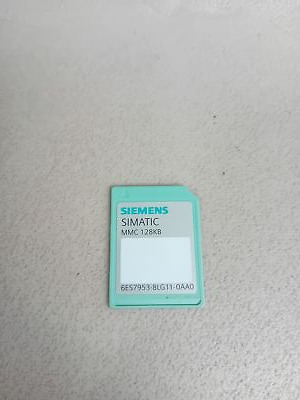 SIEMENS
SIMATIC
MMC 128KB
6ES7953-8LG11-0AA0